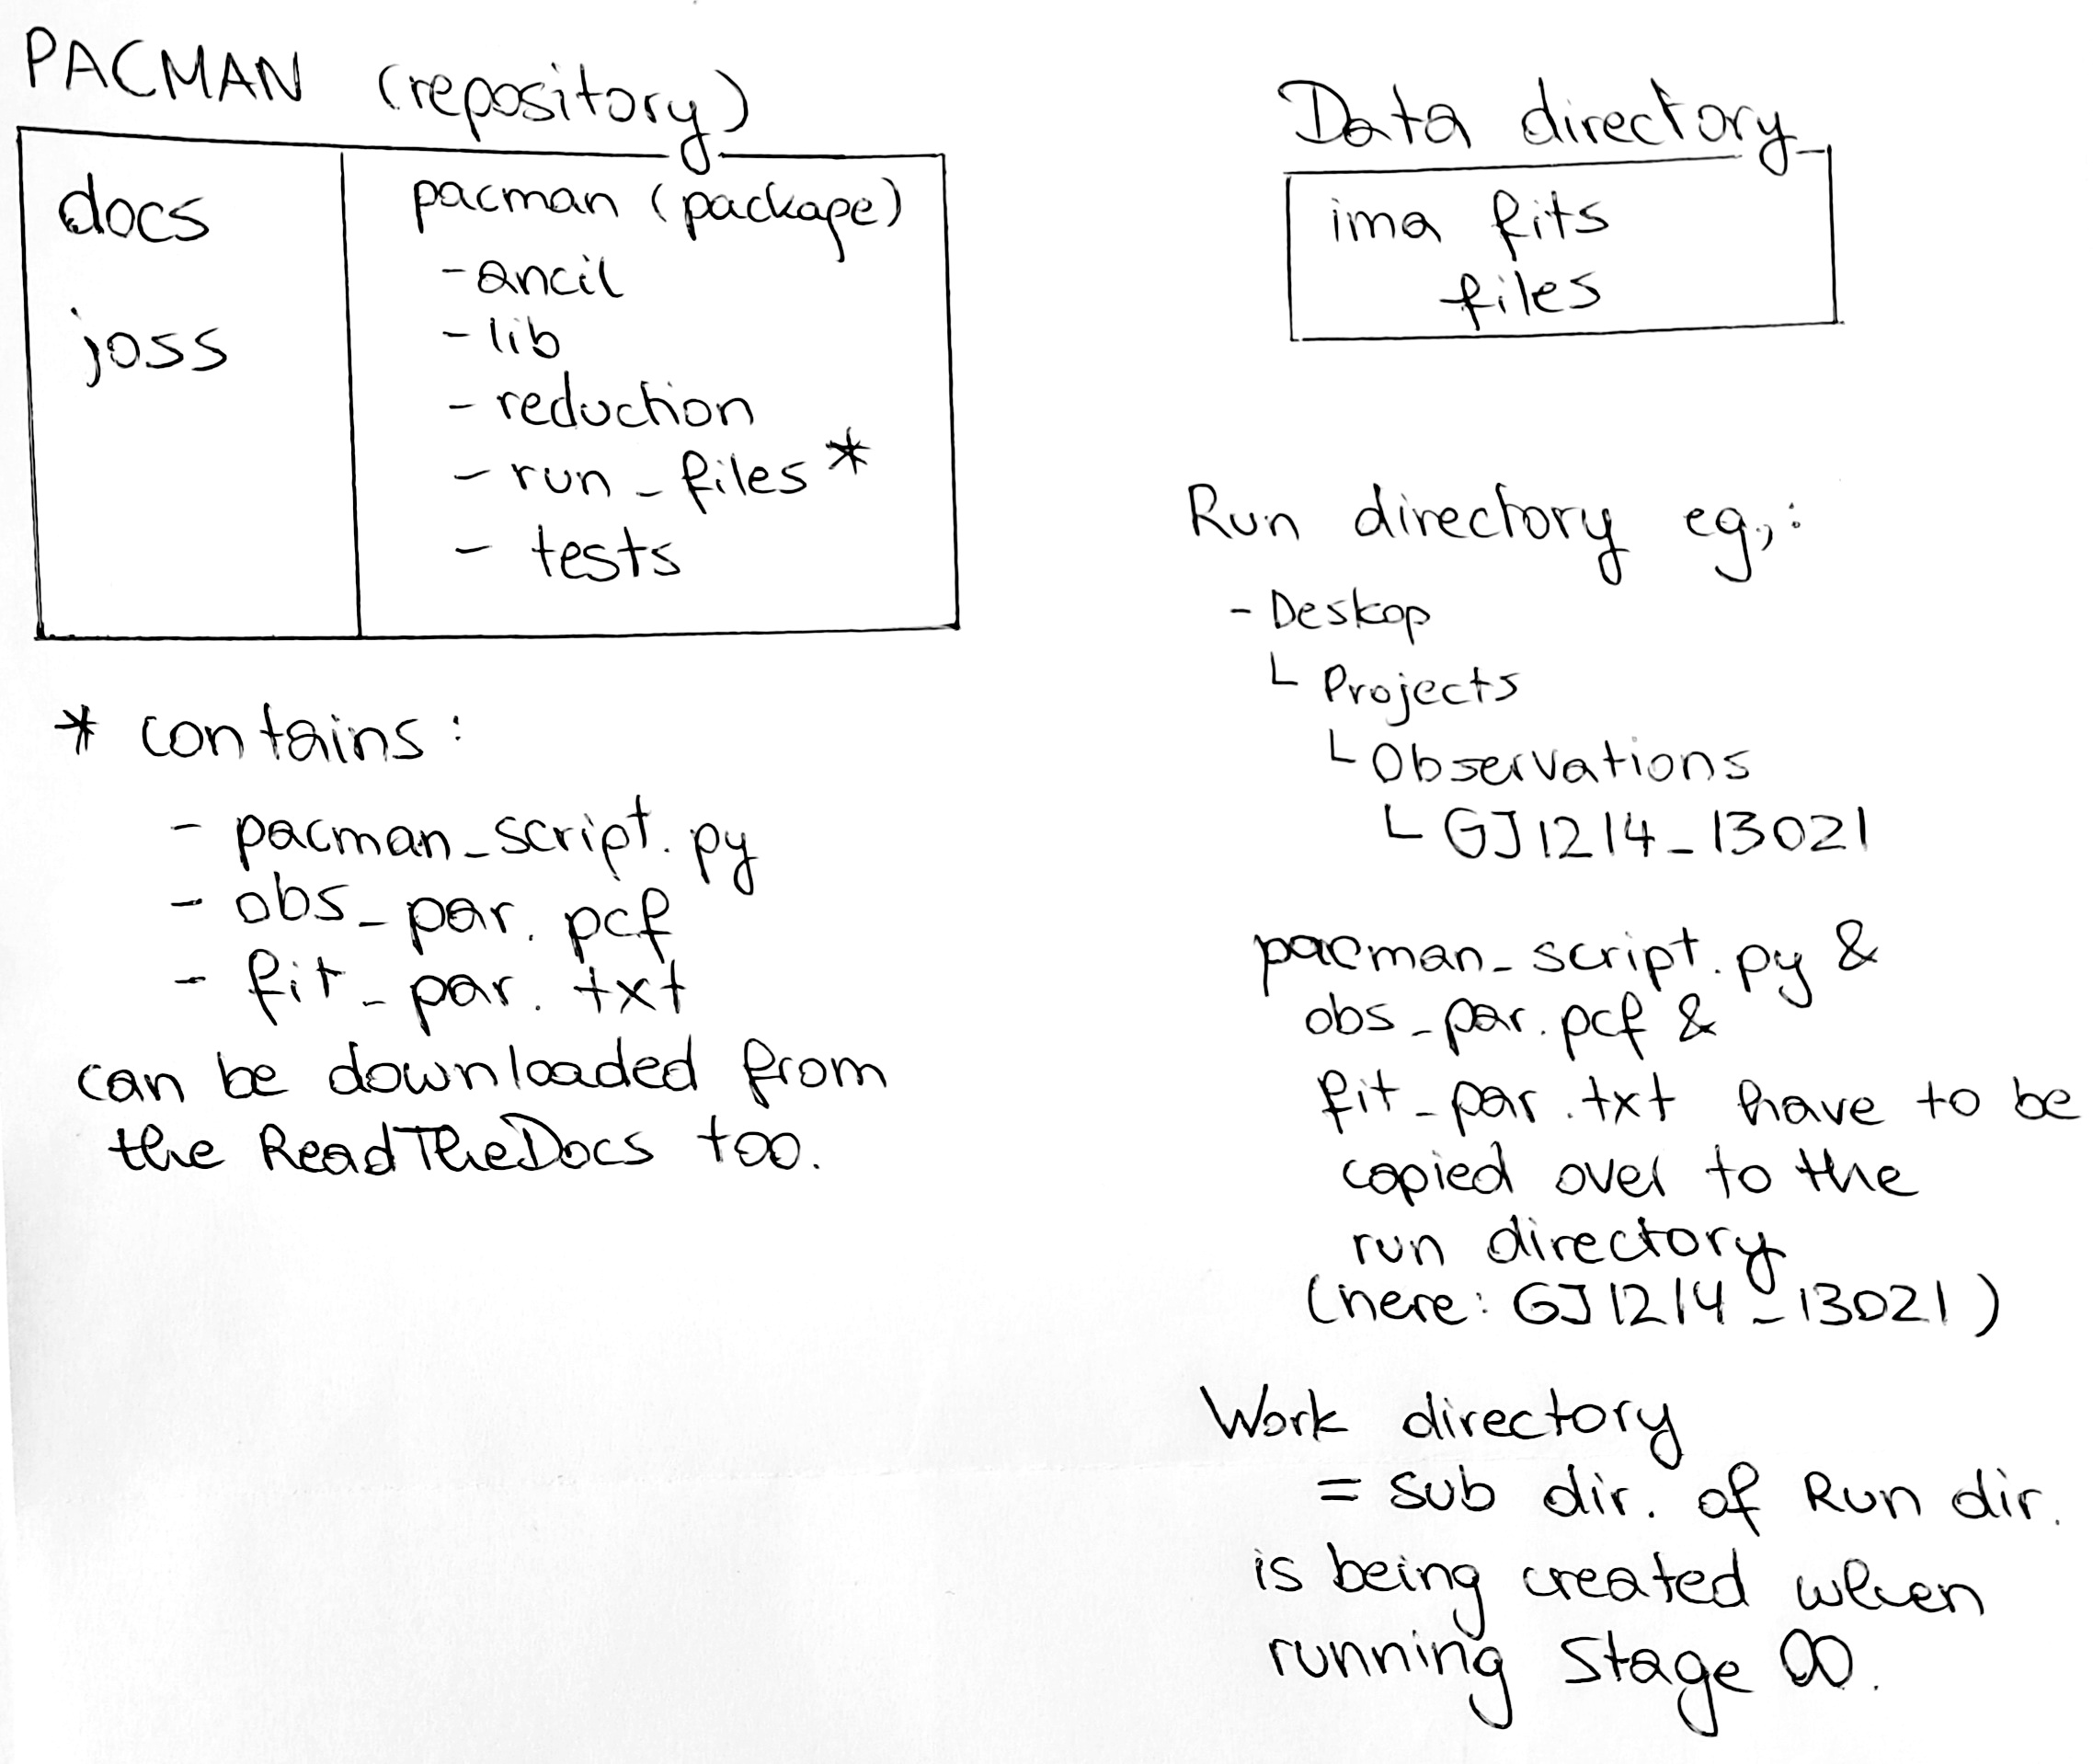 PACMAN (repository)
docs
joss
pacman (package)
- ancil
- lib
- reduction
- run_files *
- tests
* contains:
- pacman_script.py
- obs_par.pcf
- fit_par.txt
can be downloaded from
the ReadTheDocs too.
Data directory
ima fits
files
Run directory eg,:
- Deskop
└ Projects
└ Observations
└ GJ1214_13021
pacman_script.py &
obs_par.pcf &
fit_par.txt have to be
copied over to the
run directory
(here: GJ1214_13021)
Work directory
= sub dir. of Run dir.
is being created when
running Stage 00.